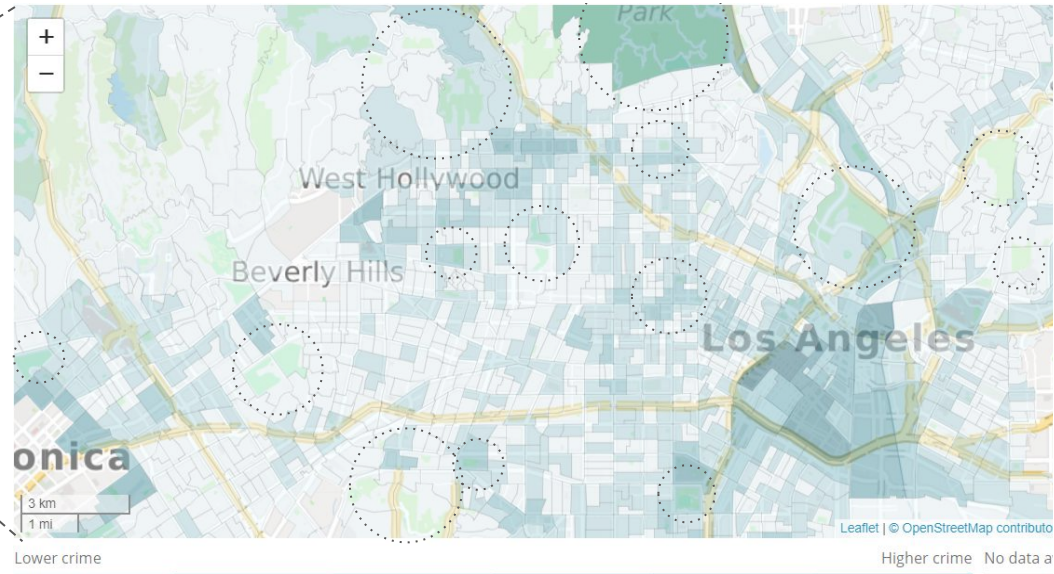 +
Park
−
West Hollywood
Beverly Hills
Los Angeles
onica
3 km
1 mi
Leaflet | © OpenStreetMap contributo
Lower crime
Higher crime No data a